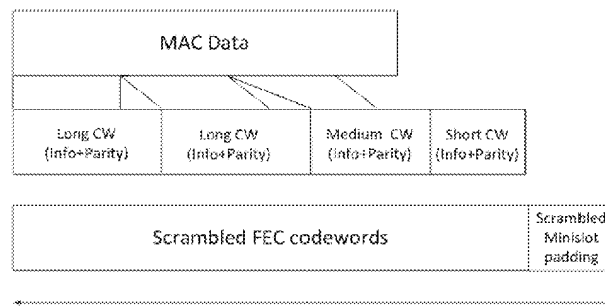 MAC Data
Long CW
(Info+Parity)
Long CW
(Info+Parity)
Medium CW
(Info+Parity)
Short CW
(Info+Parity)
Scrambled FEC codewords
Scrambled
Minislot
padding